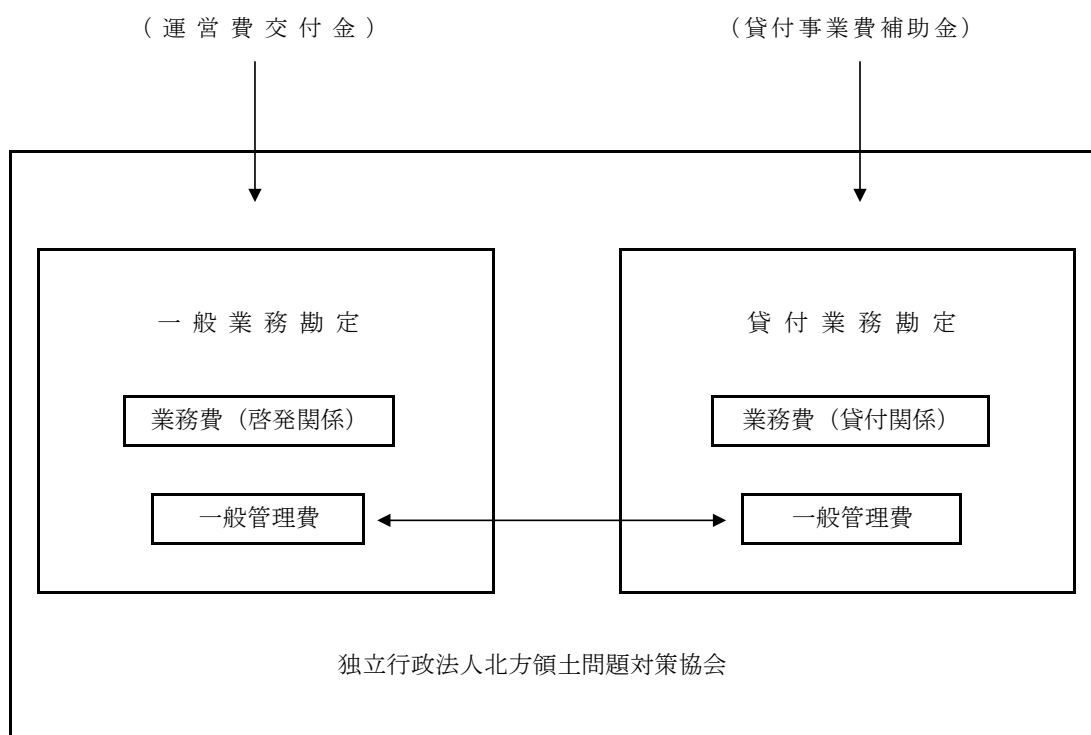 （運営費交付金）
（貸付事業費補助金）
一般業務勘定
貸付業務勘定
業務費（啓発関係）
業務費（貸付関係）
一般管理費
一般管理費
独立行政法人北方領土問題対策協会